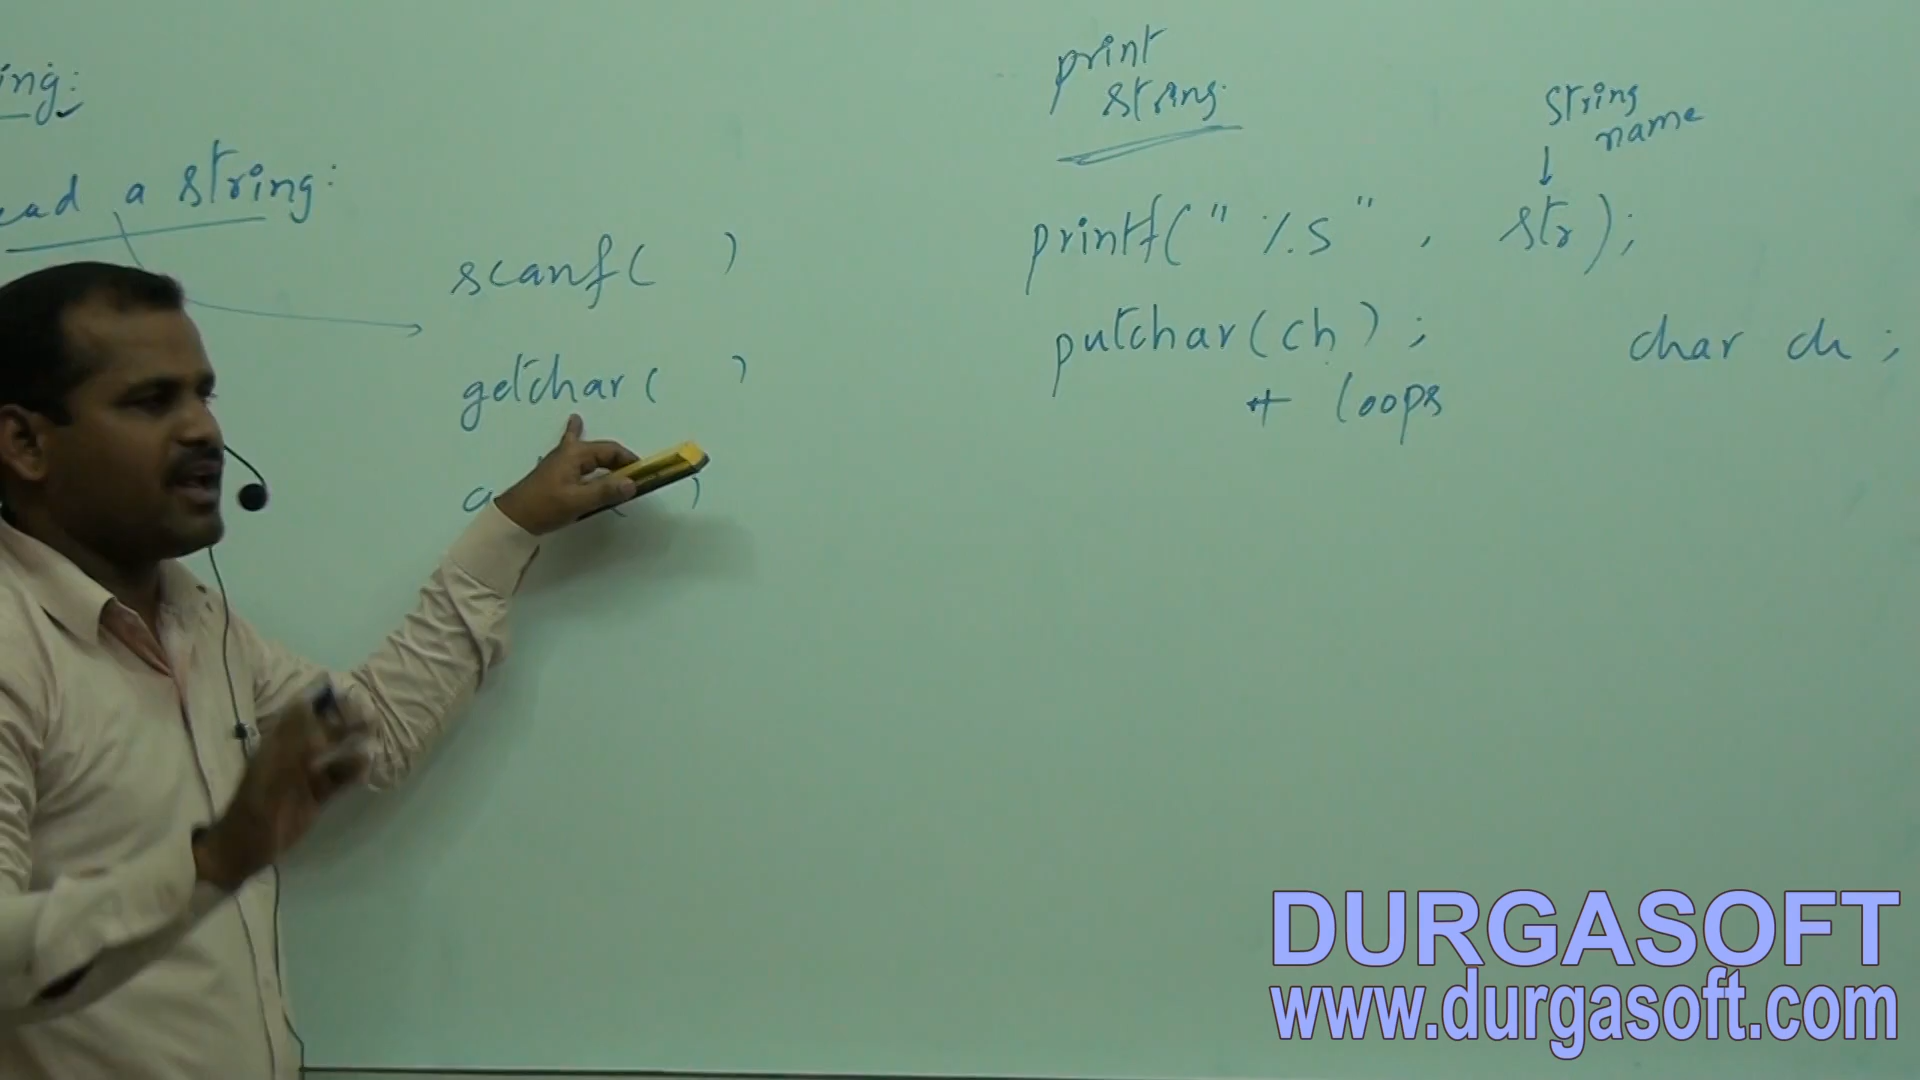 ing:
ead a string:
scanf( )
getchar( )
print
string
string
name
printf(" %s " , str);
putchar(ch) ;
char ch ;
+ loops
DURGASOFT
www.durgasoft.com